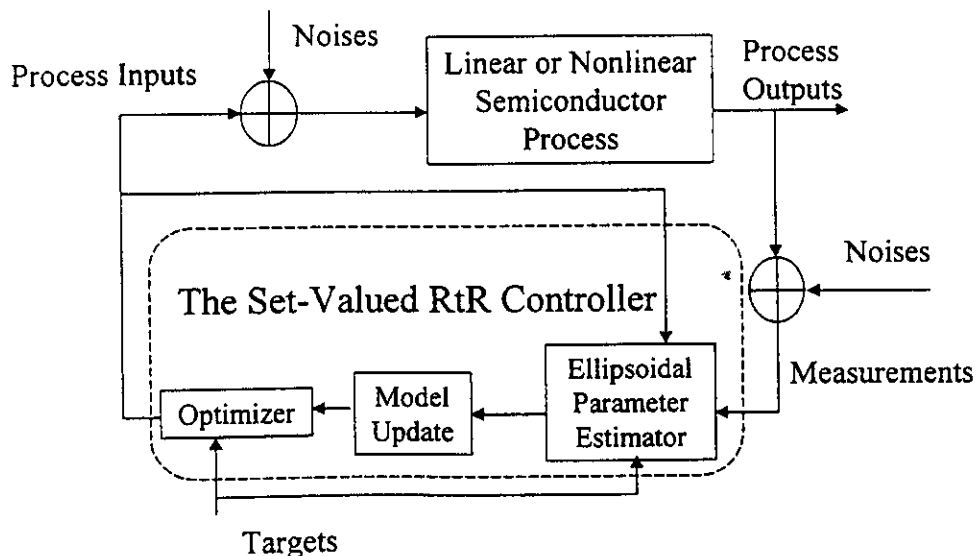 Noises
Process Inputs
Linear or Nonlinear
Semiconductor
Process
Process
Outputs
Noises
The Set-Valued RtR Controller
Measurements
Optimizer
Model
Update
Ellipsoidal
Parameter
Estimator
Targets